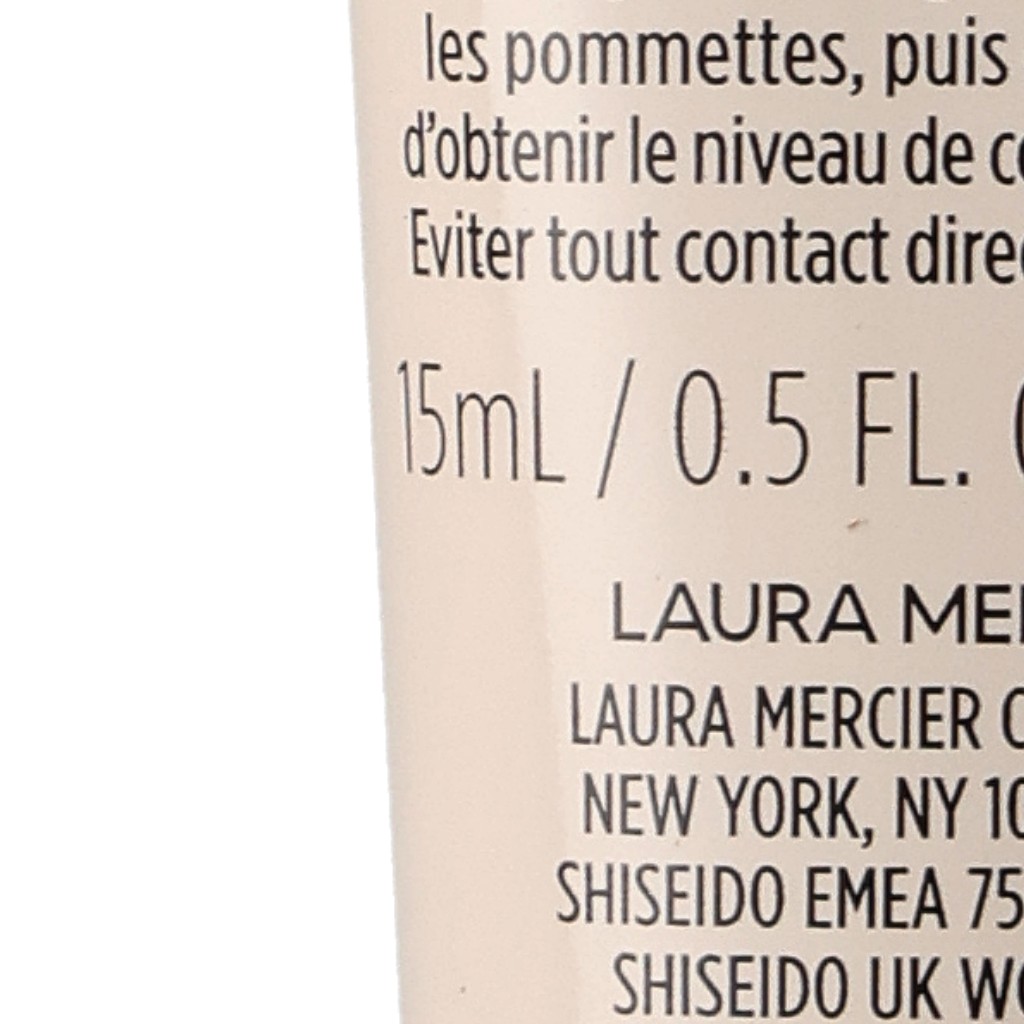 les pommettes, puis
d'obtenir le niveau de
Eviter tout contact
15mL / 0.5 FL.
LAURA
LAURA MERCIER
NEW YORK, NY
SHISEIDO EMEA 75
SHISEIDO UK